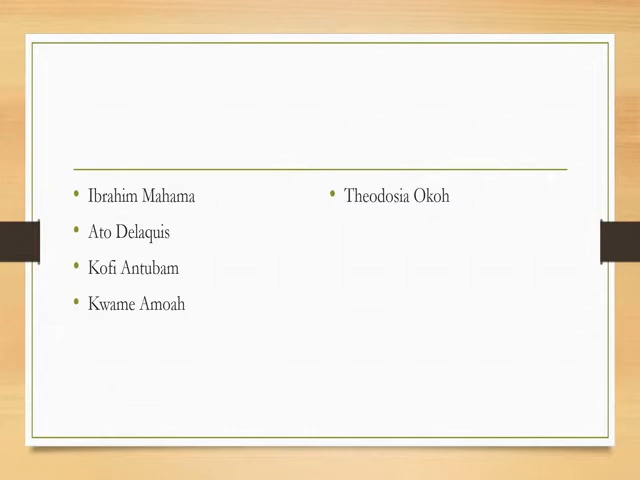 • Ibrahim Mahama
• Ato Delaquis
• Kofi Antubam
• Kwame Amoah
• Theodosia Okoh